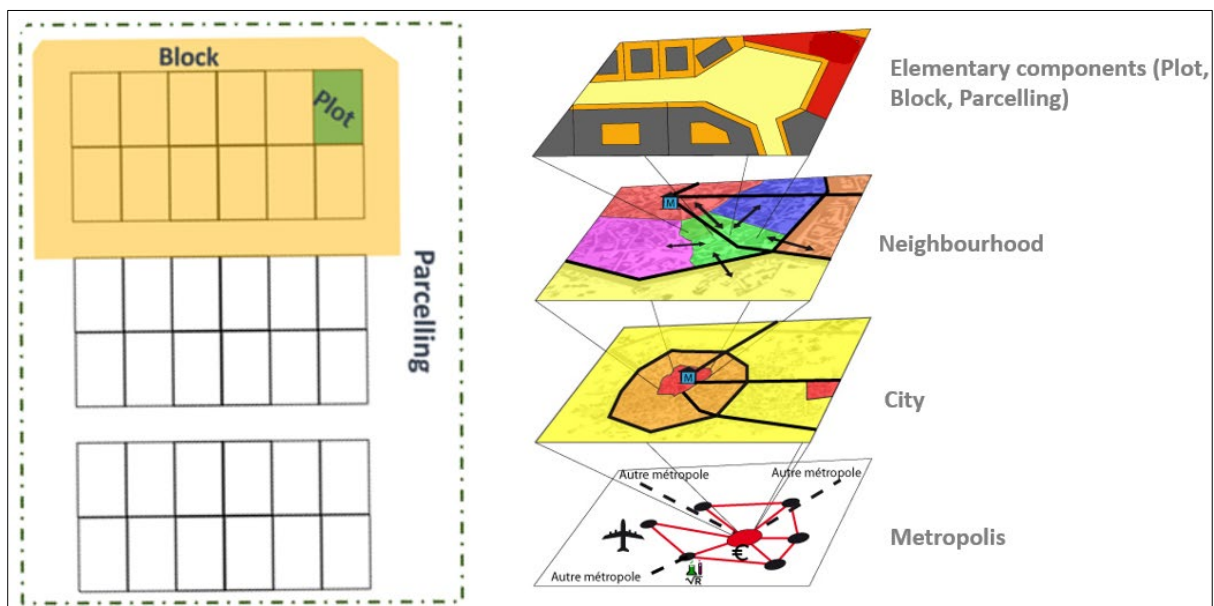 Block
Plot
Parcelling
Elementary components (Plot,
Block, Parcelling)
M
Neighbourhood
M
City
Autre métropole
Autre métropole
€
√R
Autre métropole
Metropolis